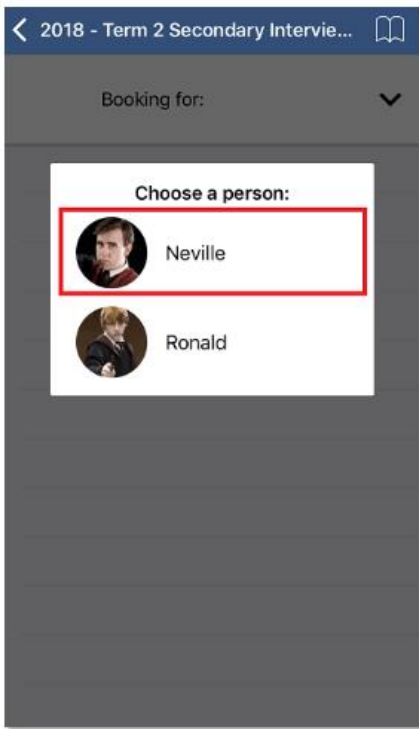 2018 - Term 2 Secondary Intervie...
Booking for:
Choose a person:
Neville
Ronald